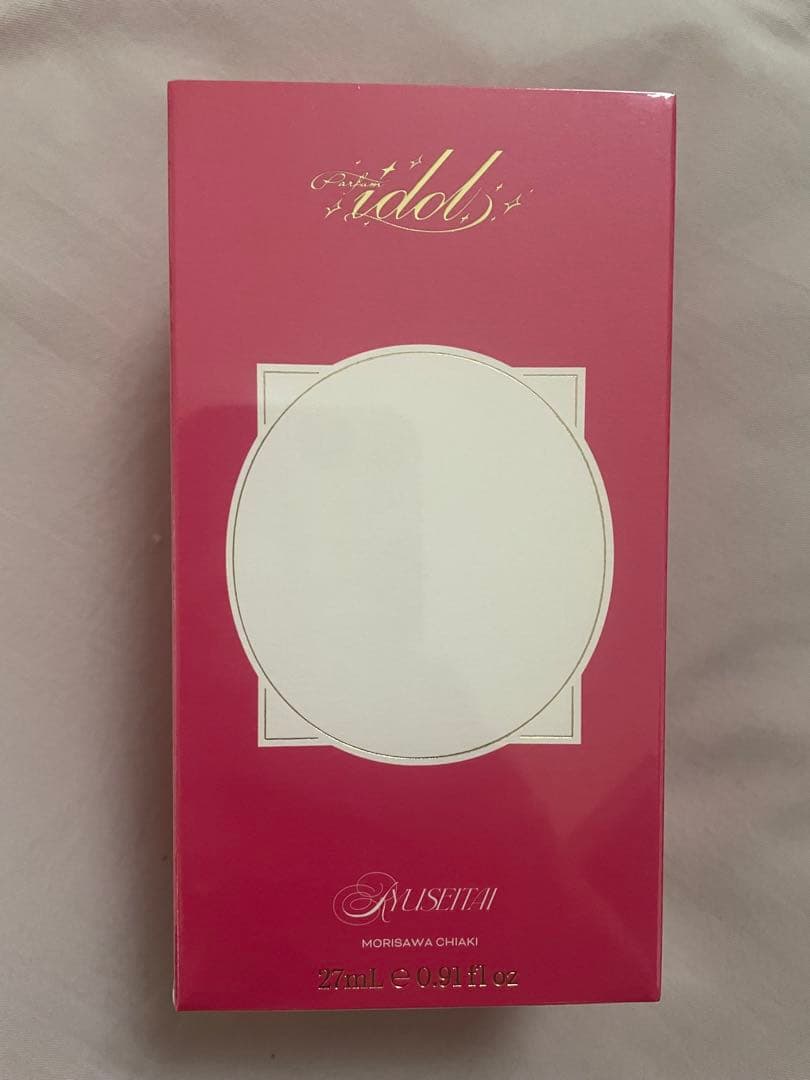 Parfum
idol
RYUSEITAI
MORISAWA CHIAKI
27mL ℮ 0.91 fl oz